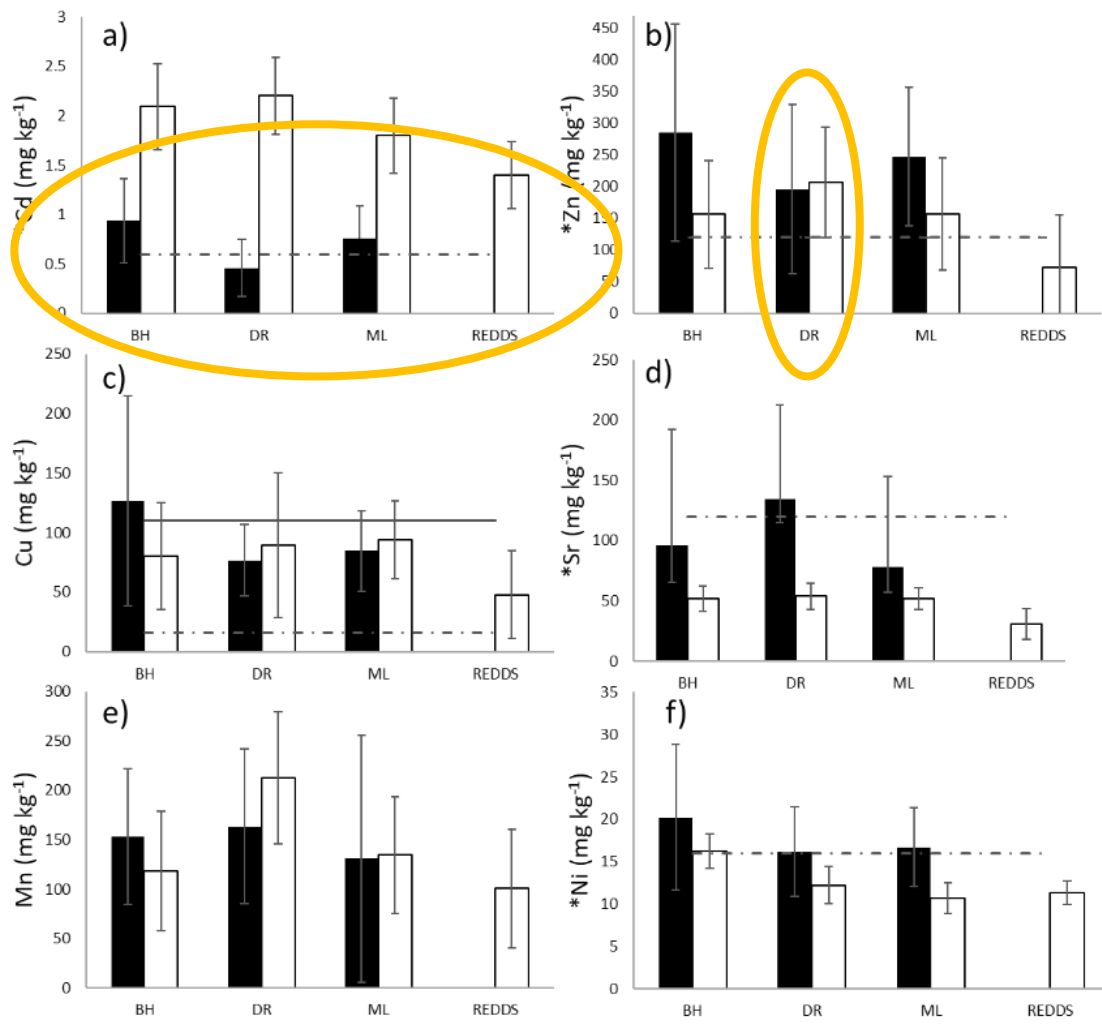 a)
*Cd (mg kg⁻¹)
3
2.5
2
1.5
1
0.5
0
BH DR ML REDDS
b)
*Zn (mg kg⁻¹)
450
400
350
300
250
200
150
100
50
0
BH DR ML REDDS
c)
Cu (mg kg⁻¹)
250
200
150
100
50
0
BH DR ML REDDS
d)
*Sr (mg kg⁻¹)
250
200
150
100
50
0
BH DR ML REDDS
e)
Mn (mg kg⁻¹)
300
250
200
150
100
50
0
BH DR ML REDDS
f)
*Ni (mg kg⁻¹)
35
30
25
20
15
10
5
0
BH DR ML REDDS